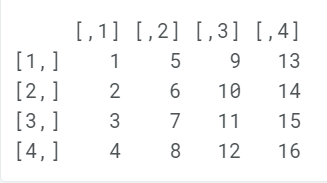 [,1] [,2] [,3] [,4]
[1,] 1 5 9 13
[2,] 2 6 10 14
[3,] 3 7 11 15
[4,] 4 8 12 16